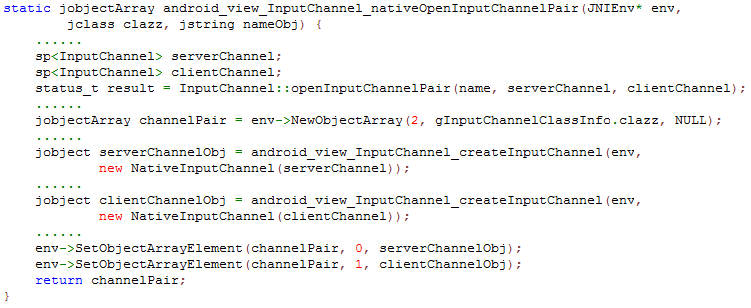 static jobjectArray android_view_InputChannel_nativeOpenInputChannelPair(JNIEnv* env,
        jclass clazz, jstring nameObj) {
    ......
    sp<InputChannel> serverChannel;
    sp<InputChannel> clientChannel;
    status_t result = InputChannel::openInputChannelPair(name, serverChannel, clientChannel);
    ......
    jobjectArray channelPair = env->NewObjectArray(2, gInputChannelClassInfo.clazz, NULL);
    ......
    jobject serverChannelObj = android_view_InputChannel_createInputChannel(env,
            new NativeInputChannel(serverChannel));
    ......
    jobject clientChannelObj = android_view_InputChannel_createInputChannel(env,
            new NativeInputChannel(clientChannel));
    ......
    env->SetObjectArrayElement(channelPair, 0, serverChannelObj);
    env->SetObjectArrayElement(channelPair, 1, clientChannelObj);
    return channelPair;
}